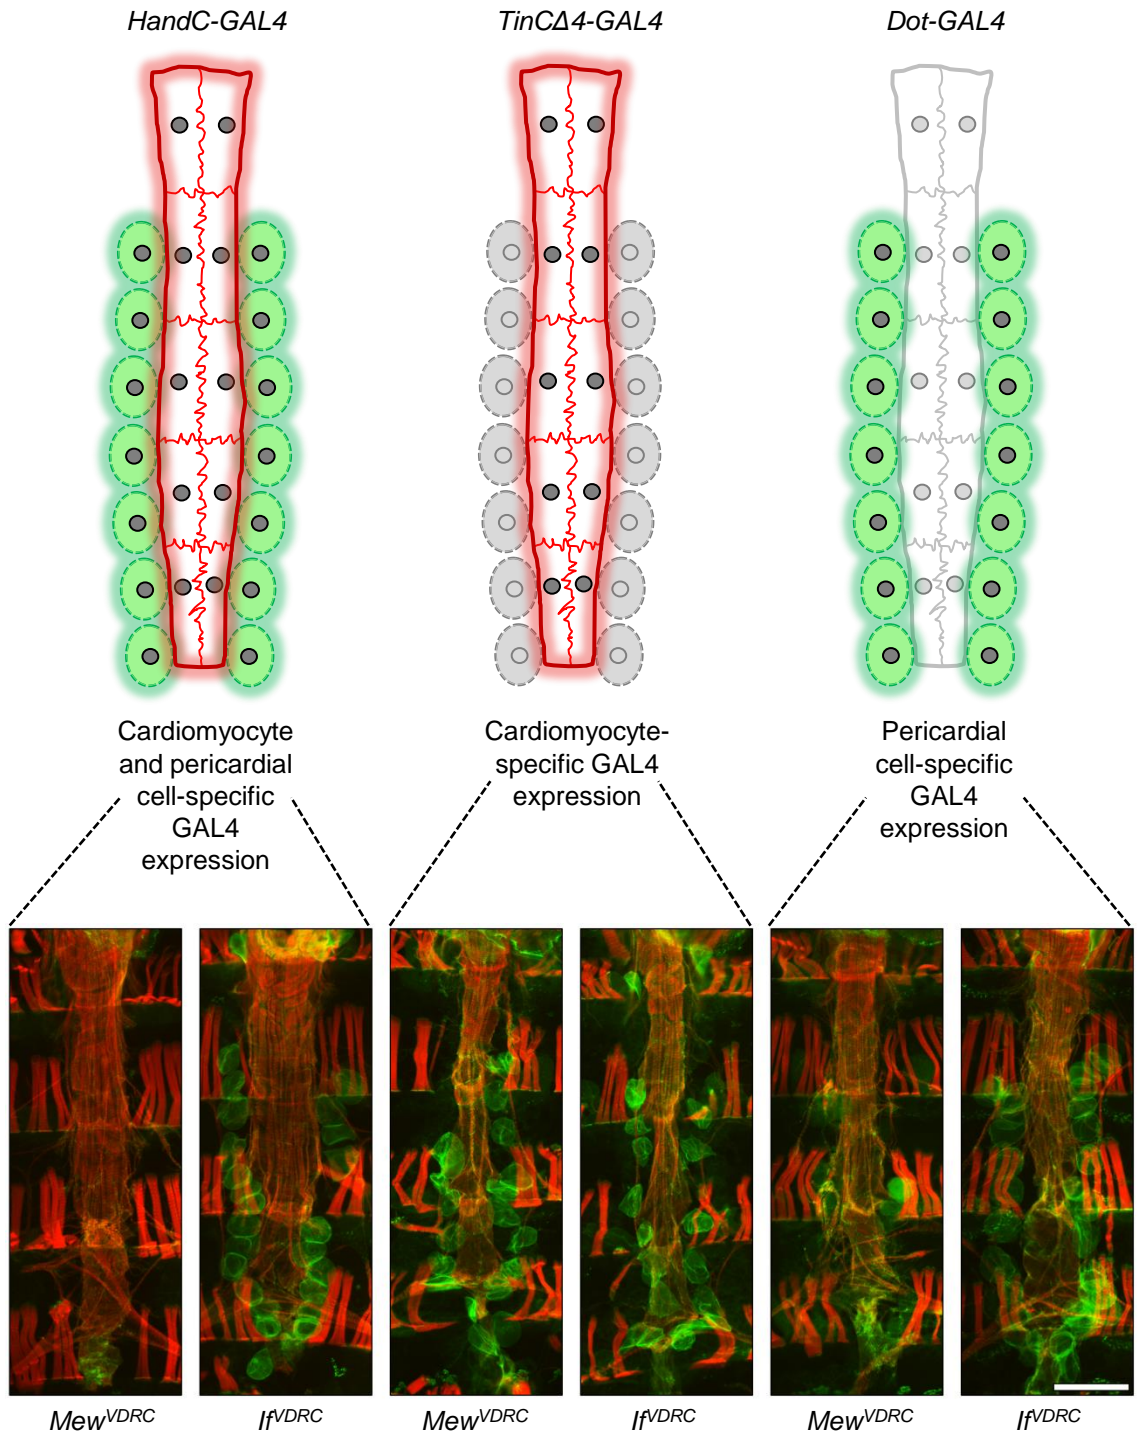 HandC-GAL4
TinCΔ4-GAL4
Dot-GAL4
Cardiomyocyte
and pericardial
cell-specific
GAL4
expression
Cardiomyocyte-
specific GAL4
expression
Pericardial
cell-specific
GAL4
expression
Mew^VDRC
If^VDRC
Mew^VDRC
If^VDRC
Mew^VDRC
If^VDRC